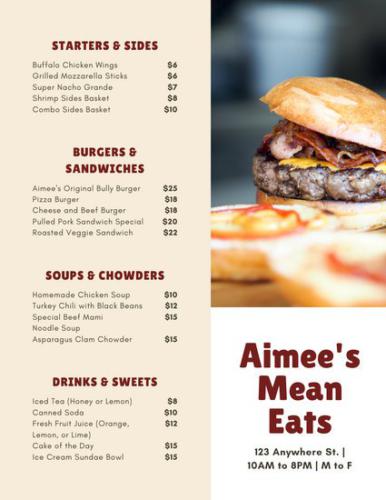 STARTERS & SIDES
Buffalo Chicken Wings $6
Grilled Mozzarella Sticks $6
Super Nacho Grande $7
Shrimp Sides Basket $8
Combo Sides Basket $10
BURGERS &
SANDWICHES
Aimee's Original Bully Burger $25
Pizza Burger $18
Cheese and Beef Burger $18
Pulled Pork Sandwich Special $20
Roasted Veggie Sandwich $22
SOUPS & CHOWDERS
Homemade Chicken Soup $10
Turkey Chili with Black Beans $12
Special Beef Mami $15
Noodle Soup
Asparagus Clam Chowder $15
DRINKS & SWEETS
Iced Tea (Honey or Lemon) $8
Canned Soda $10
Fresh Fruit Juice (Orange, $12
Lemon, or Lime)
Cake of the Day $15
Ice Cream Sundae Bowl $15
Aimee's
Mean
Eats
123 Anywhere St. |
10AM to 8PM | M to F